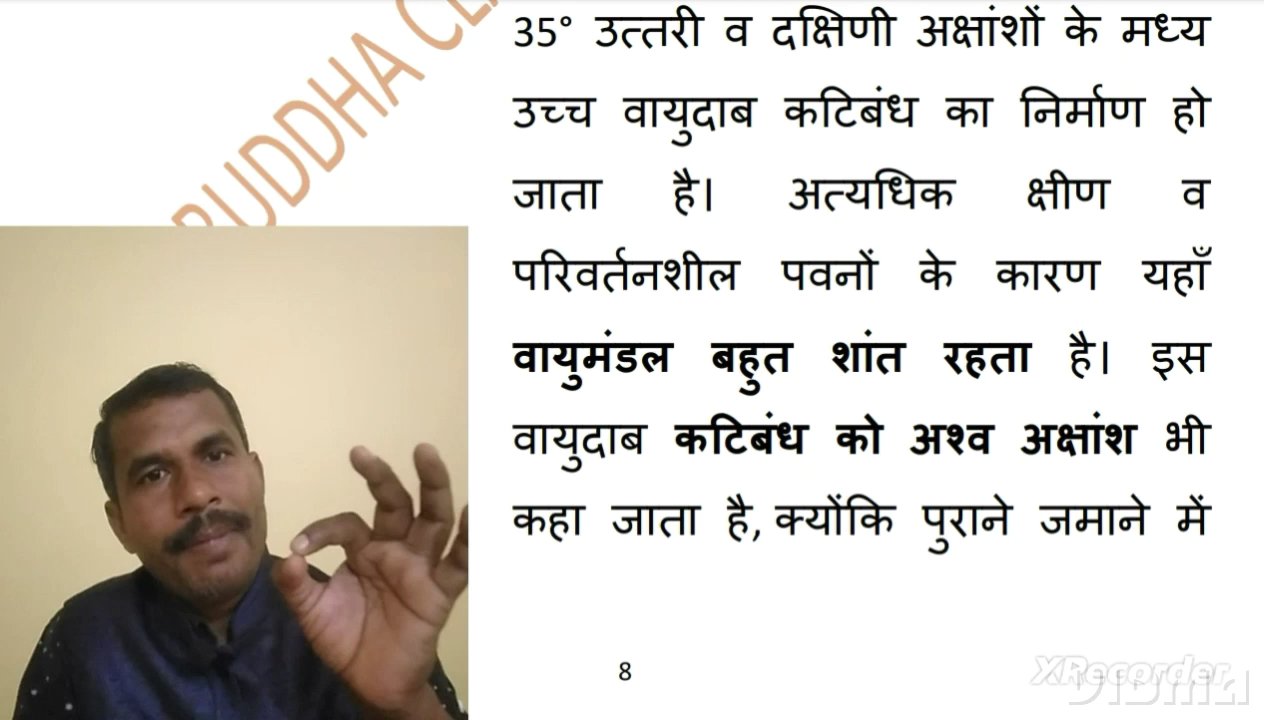 35° उत्तरी व दक्षिणी अक्षांशों के मध्य
उच्च वायुदाब कटिबंध का निर्माण हो
जाता है। अत्यधिक क्षीण व
परिवर्तनशील पवनों के कारण यहाँ
वायुमंडल बहुत शांत रहता है। इस
वायुदाब कटिबंध को अश्व अक्षांश भी
कहा जाता है, क्योंकि पुराने जमाने में
8
XRecorder